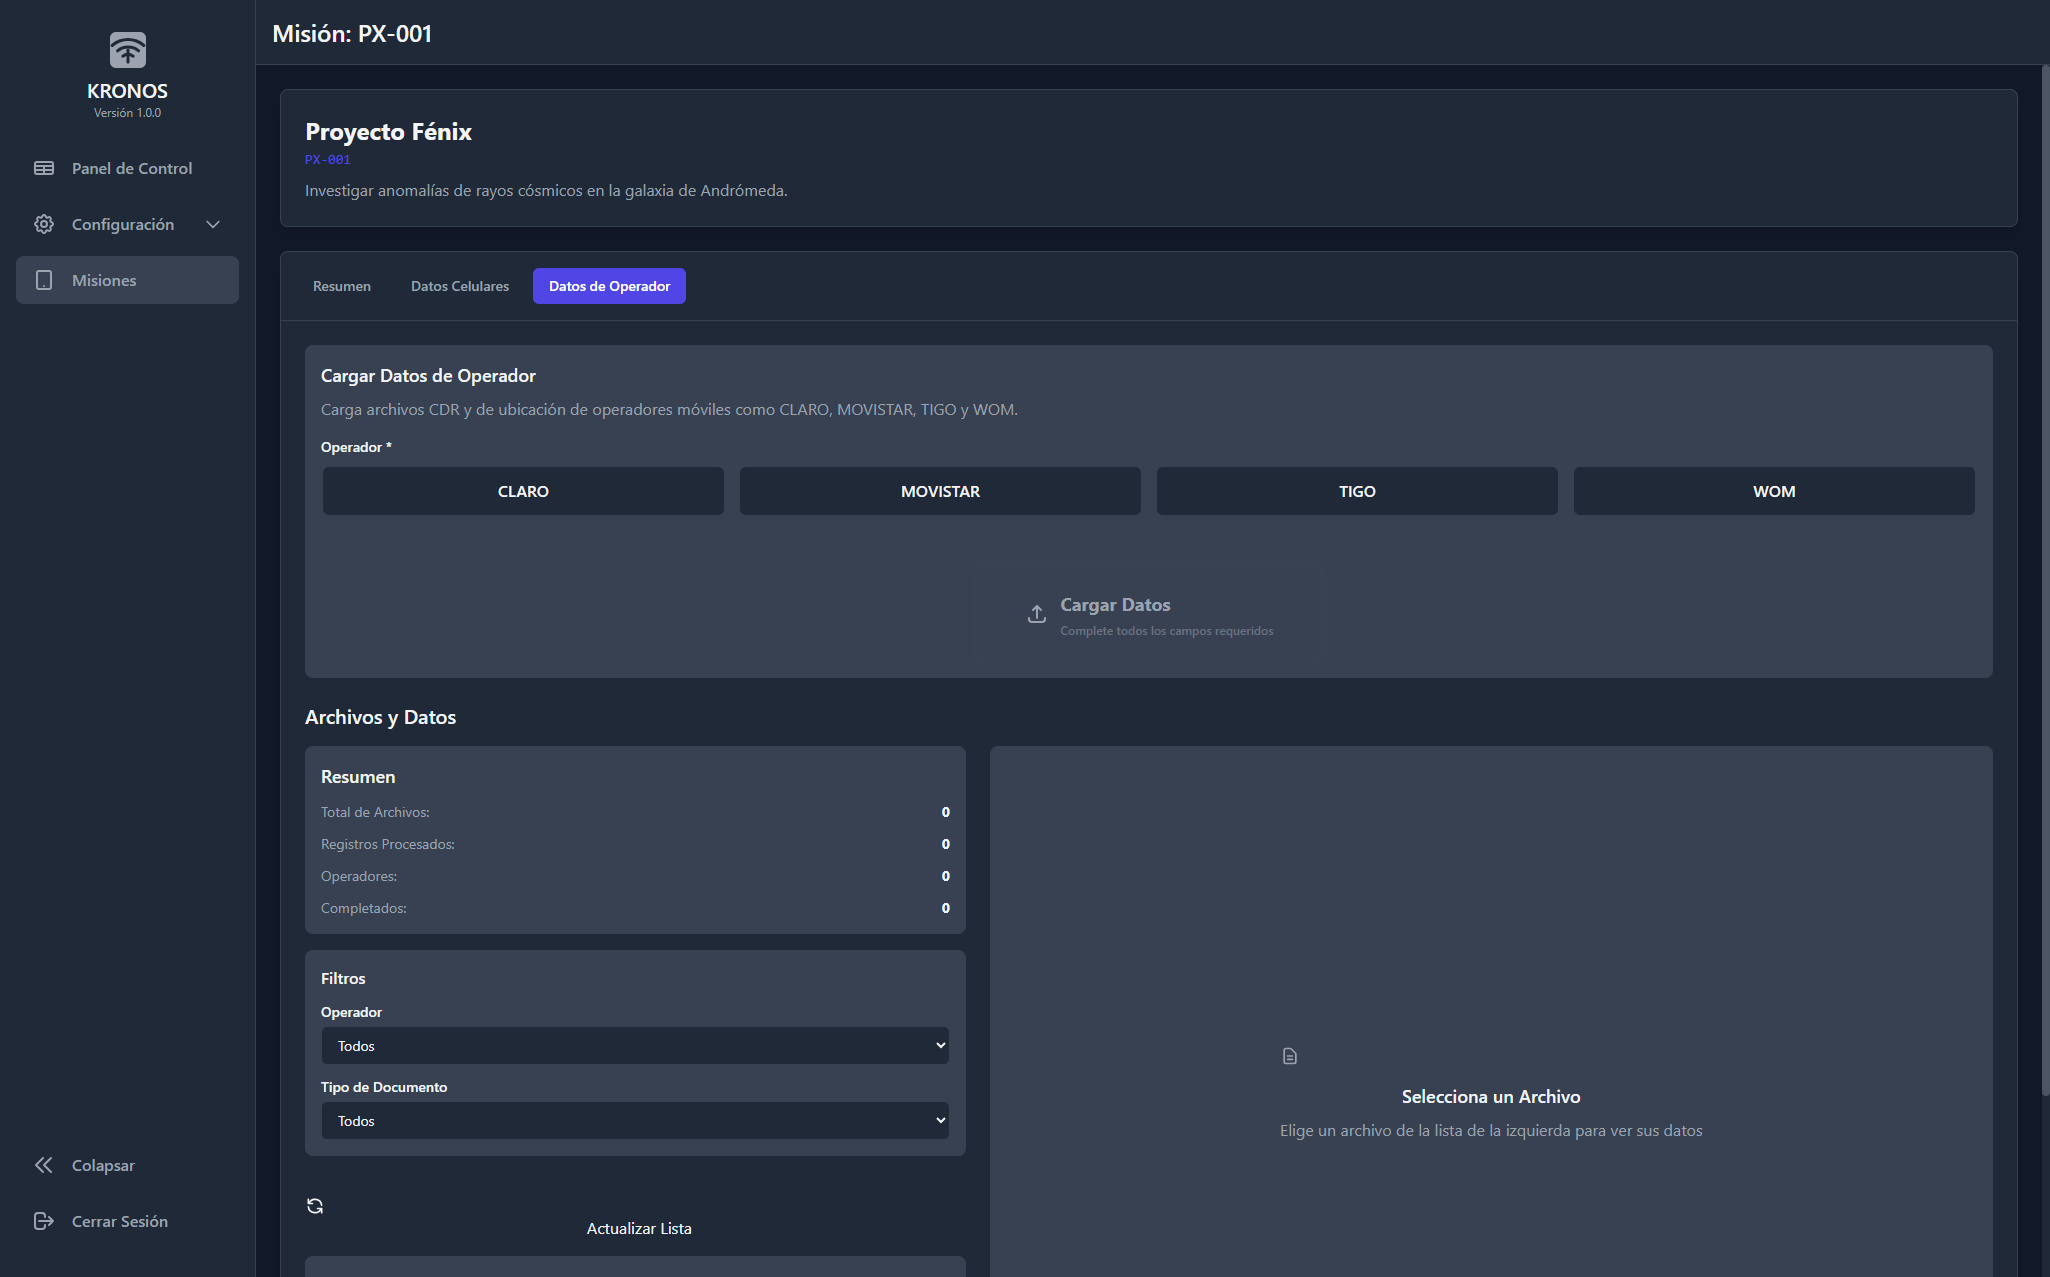 KRONOS
Versión 1.0.0
Panel de Control
Configuración
Misiones
Colapsar
Cerrar Sesión
Misión: PX-001
Proyecto Fénix
PX-001
Investigar anomalías de rayos cósmicos en la galaxia de Andrómeda.
Resumen Datos Celulares Datos de Operador
Cargar Datos de Operador
Carga archivos CDR y de ubicación de operadores móviles como CLARO, MOVISTAR, TIGO y WOM.
Operador *
CLARO MOVISTAR TIGO WOM
Cargar Datos
Complete todos los campos requeridos
Archivos y Datos
Resumen
Total de Archivos: 0
Registros Procesados: 0
Operadores: 0
Completados: 0
Filtros
Operador
Todos
Tipo de Documento
Todos
Actualizar Lista
Selecciona un Archivo
Elige un archivo de la lista de la izquierda para ver sus datos